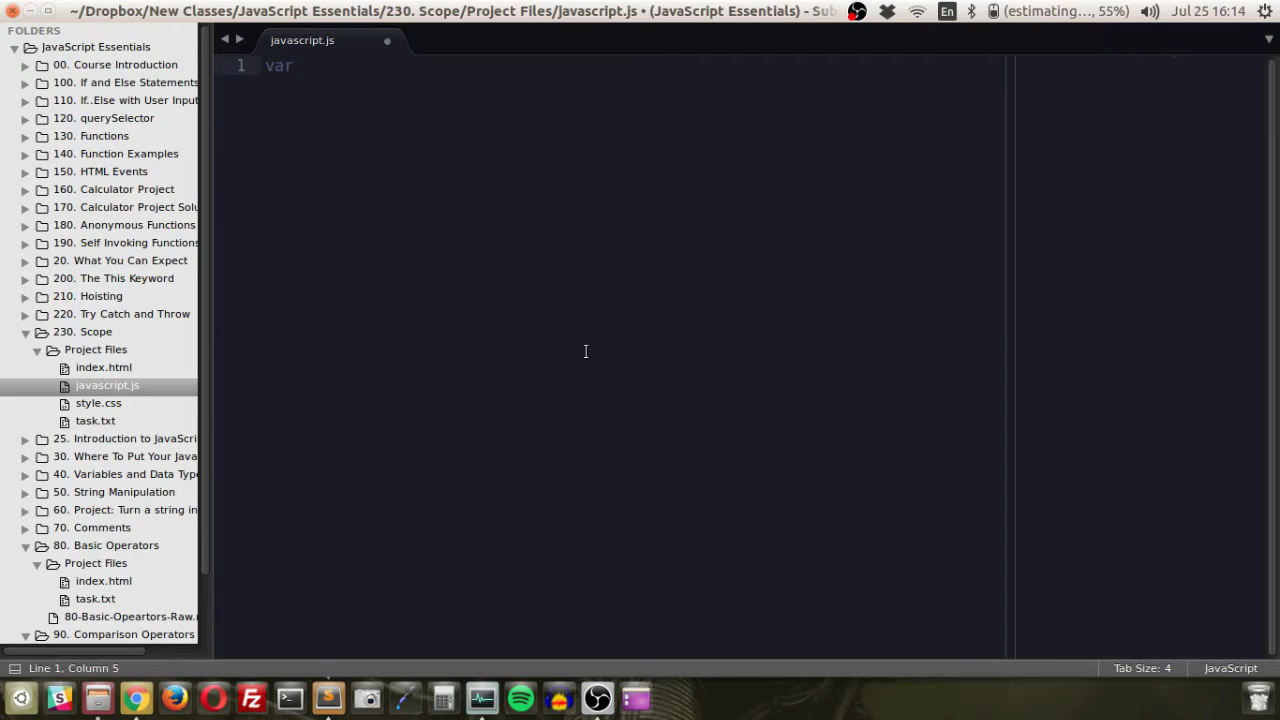 ~/Dropbox/New Classes/JavaScript Essentials/230. Scope/Project Files/javascript.js • (JavaScript Essentials) - Sub
En
(estimating..., 55%)
Jul 25 16:14
FOLDERS
JavaScript Essentials
00. Course Introduction
100. If and Else Statements
110. If..Else with User Input
120. querySelector
130. Functions
140. Function Examples
150. HTML Events
160. Calculator Project
170. Calculator Project Solu
180. Anonymous Functions
190. Self Invoking Functions
20. What You Can Expect
200. The This Keyword
210. Hoisting
220. Try Catch and Throw
230. Scope
Project Files
index.html
javascript.js
style.css
task.txt
25. Introduction to JavaScri
30. Where To Put Your Java
40. Variables and Data Type
50. String Manipulation
60. Project: Turn a string in
70. Comments
80. Basic Operators
Project Files
index.html
task.txt
80-Basic-Opeartors-Raw.
90. Comparison Operators
javascript.js
1 var
Line 1, Column 5
Tab Size: 4
JavaScript